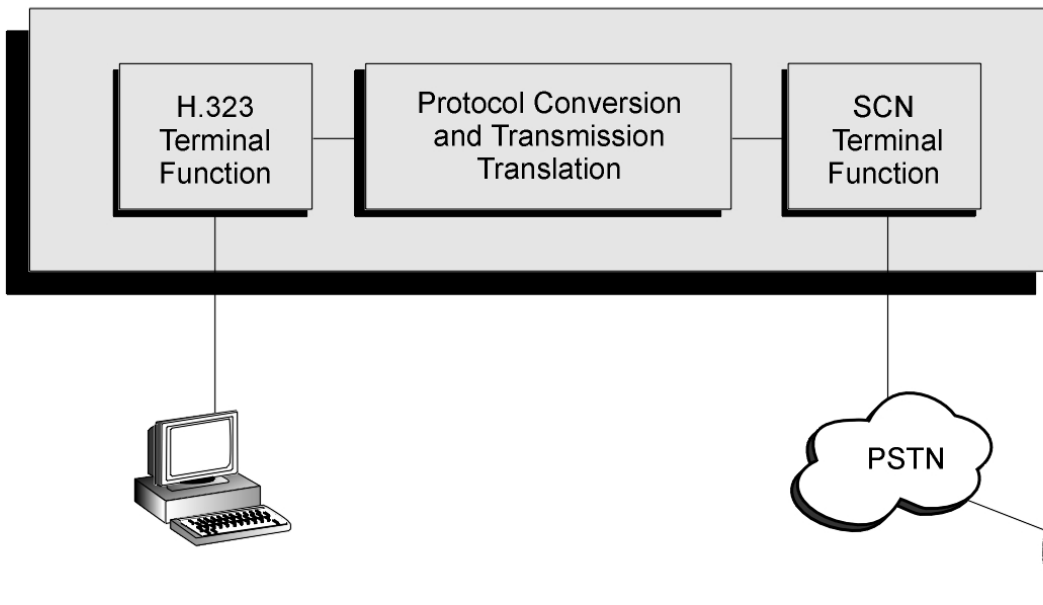 H.323
Terminal
Function
Protocol Conversion
and Transmission
Translation
SCN
Terminal
Function
PSTN